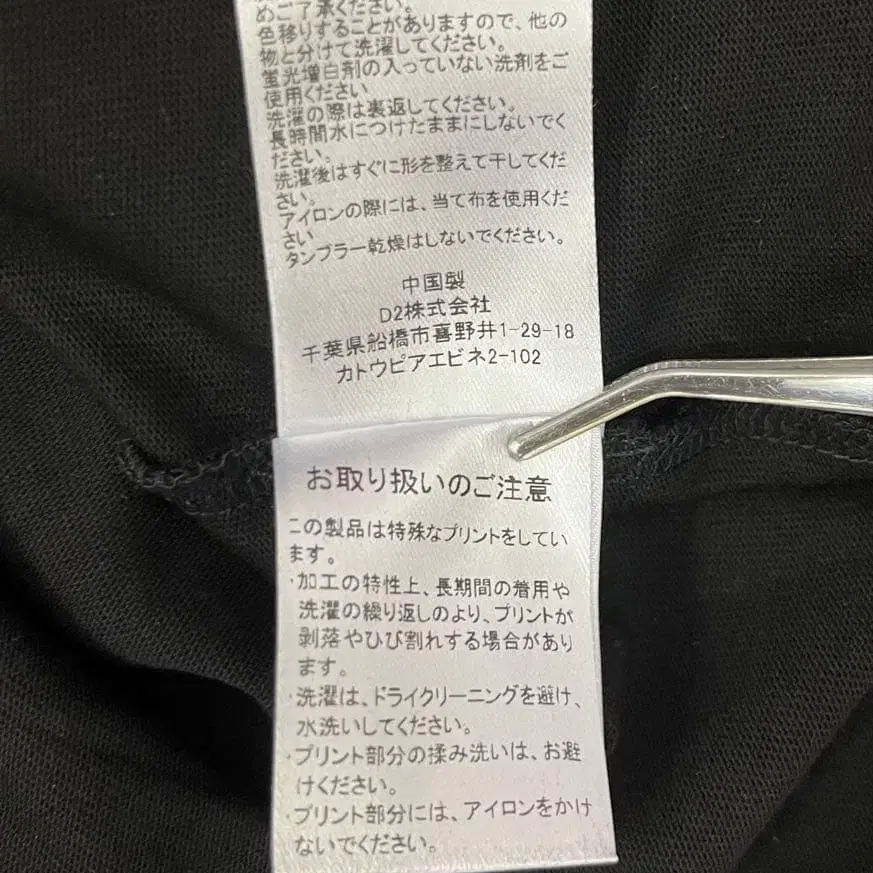 めご了承ください。
色移りすることがありますので、他の
物と分けて洗濯してください。
蛍光増白剤の入っていない洗剤をご
使用ください
洗濯の際は裏返してください。
長時間水につけたままにしないでく
ださい。
洗濯後はすぐに形を整えて干してくだ
さい。
アイロンの際には、当て布を使用くだ
さい
タンブラー乾燥はしないでください。
中国製
D2株式会社
千葉県船橋市喜野井1-29-18
カトウピアエビネ2-102
お取り扱いのご注意
この製品は特殊なプリントをしてい
ます。
・加工の特性上、長期間の着用や
洗濯の繰り返しのより、プリントが
剥落やひび割れする場合があり
ます。
・洗濯は、ドライクリーニングを避け、
水洗いしてください。
・プリント部分の揉み洗いは、お避
けください。
・プリント部分には、アイロンをかけ
ないでください。